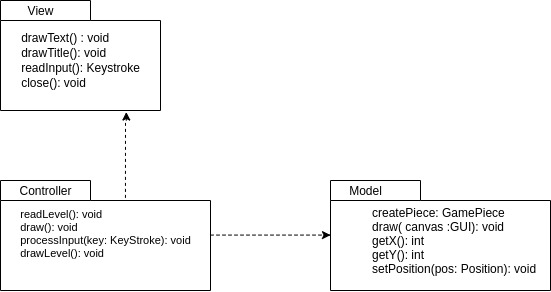 View
drawText() : void
drawTitle(): void
readInput(): Keystroke
close(): void
Controller
readLevel(): void
draw(): void
processInput(key: KeyStroke): void
drawLevel(): void
Model
createPiece: GamePiece
draw( canvas :GUI): void
getX(): int
getY(): int
setPosition(pos: Position): void